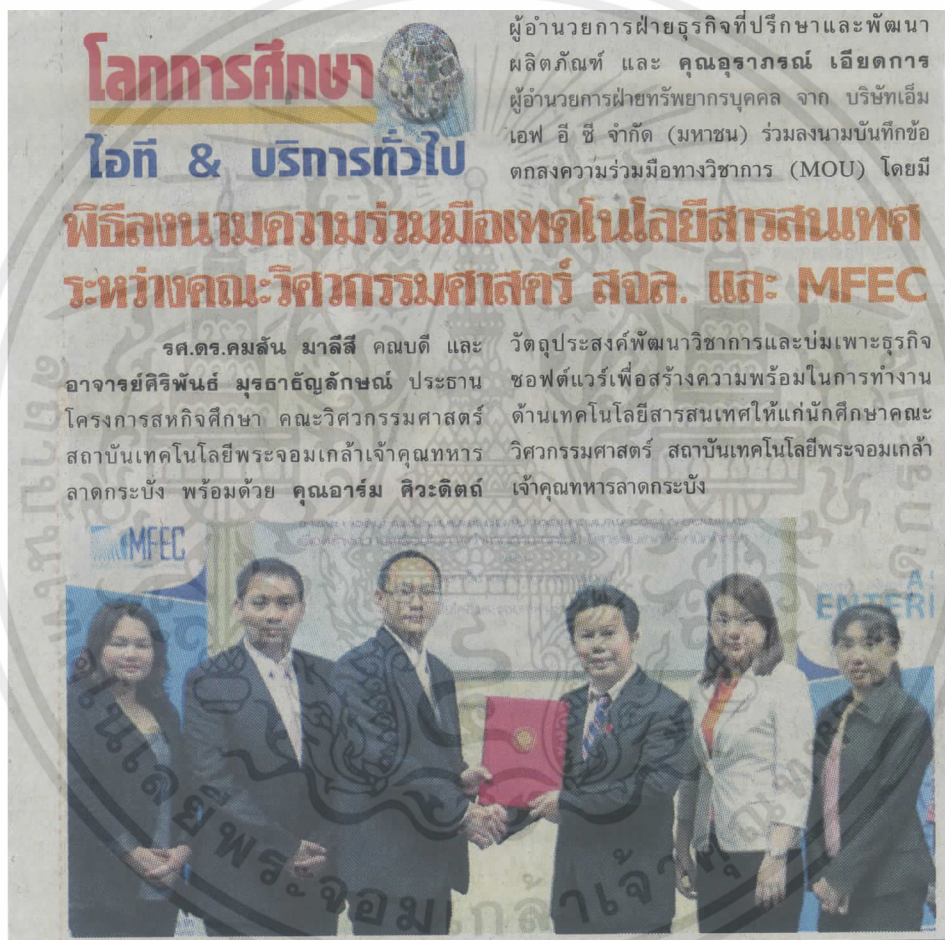 โลกการศึกษา
ไอที & บริการทั่วไป
พิธีลงนามความร่วมมือเทคโนโลยีสารสนเทศ
ระหว่างคณะวิศวกรรมศาสตร์ สจล. และ MFEC
รศ.ดร.คมสัน มาลีสี คณบดี และ
อาจารย์ศิริพันธ์ มุรธาธัญลักษณ์ ประธาน
โครงการสหกิจศึกษา คณะวิศวกรรมศาสตร์
สถาบันเทคโนโลยีพระจอมเกล้าเจ้าคุณทหาร
ลาดกระบัง พร้อมด้วย คุณอาร์ม ศิวะดิตถ์
ผู้อำนวยการฝ่ายธุรกิจที่ปรึกษาและพัฒนา
ผลิตภัณฑ์ และ คุณอุราภรณ์ เอียดการ
ผู้อำนวยการฝ่ายทรัพยากรบุคคล จาก บริษัทเอ็ม
เอฟ อี ซี จำกัด (มหาชน) ร่วมลงนามบันทึกข้อ
ตกลงความร่วมมือทางวิชาการ (MOU) โดยมี
วัตถุประสงค์พัฒนาวิชาการและบ่มเพาะธุรกิจ
ซอฟต์แวร์เพื่อสร้างความพร้อมในการทำงาน
ด้านเทคโนโลยีสารสนเทศให้แก่นักศึกษาคณะ
วิศวกรรมศาสตร์ สถาบันเทคโนโลยีพระจอมเกล้า
เจ้าคุณทหารลาดกระบัง
MFEC
A
ENTERI